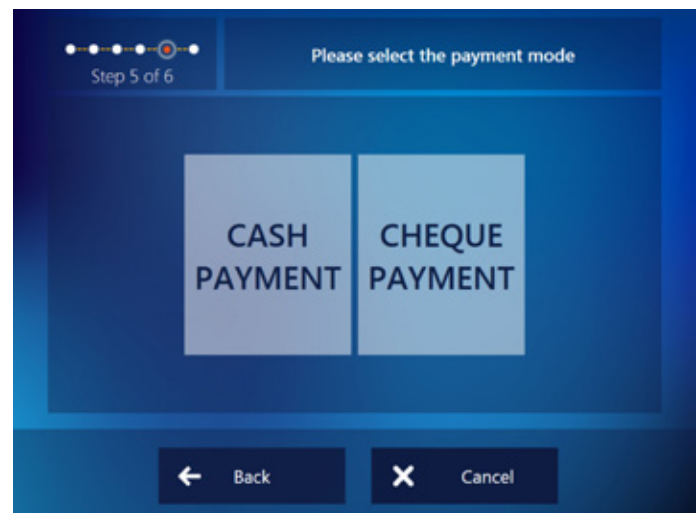 Please select the payment mode
Step 5 of 6
CASH
PAYMENT
CHEQUE
PAYMENT
Back
Cancel